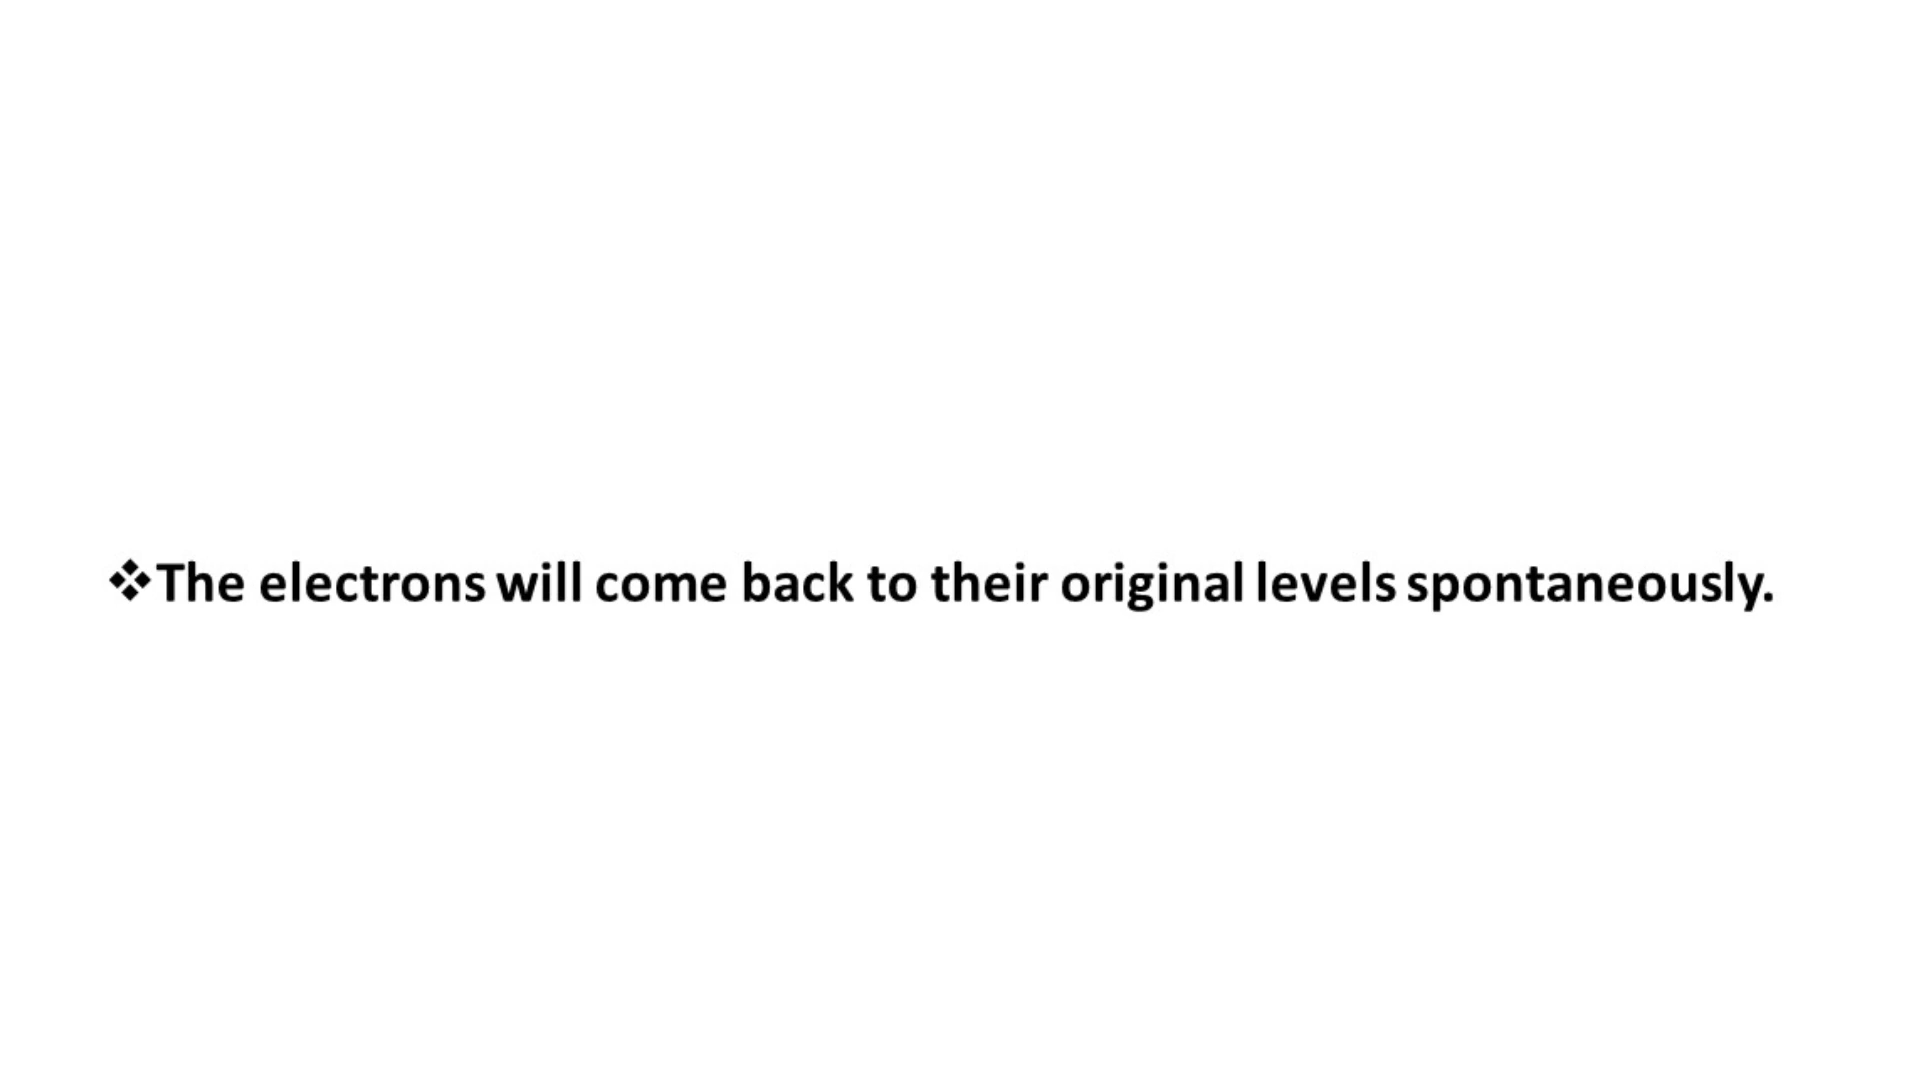 ❖The electrons will come back to their original levels spontaneously.